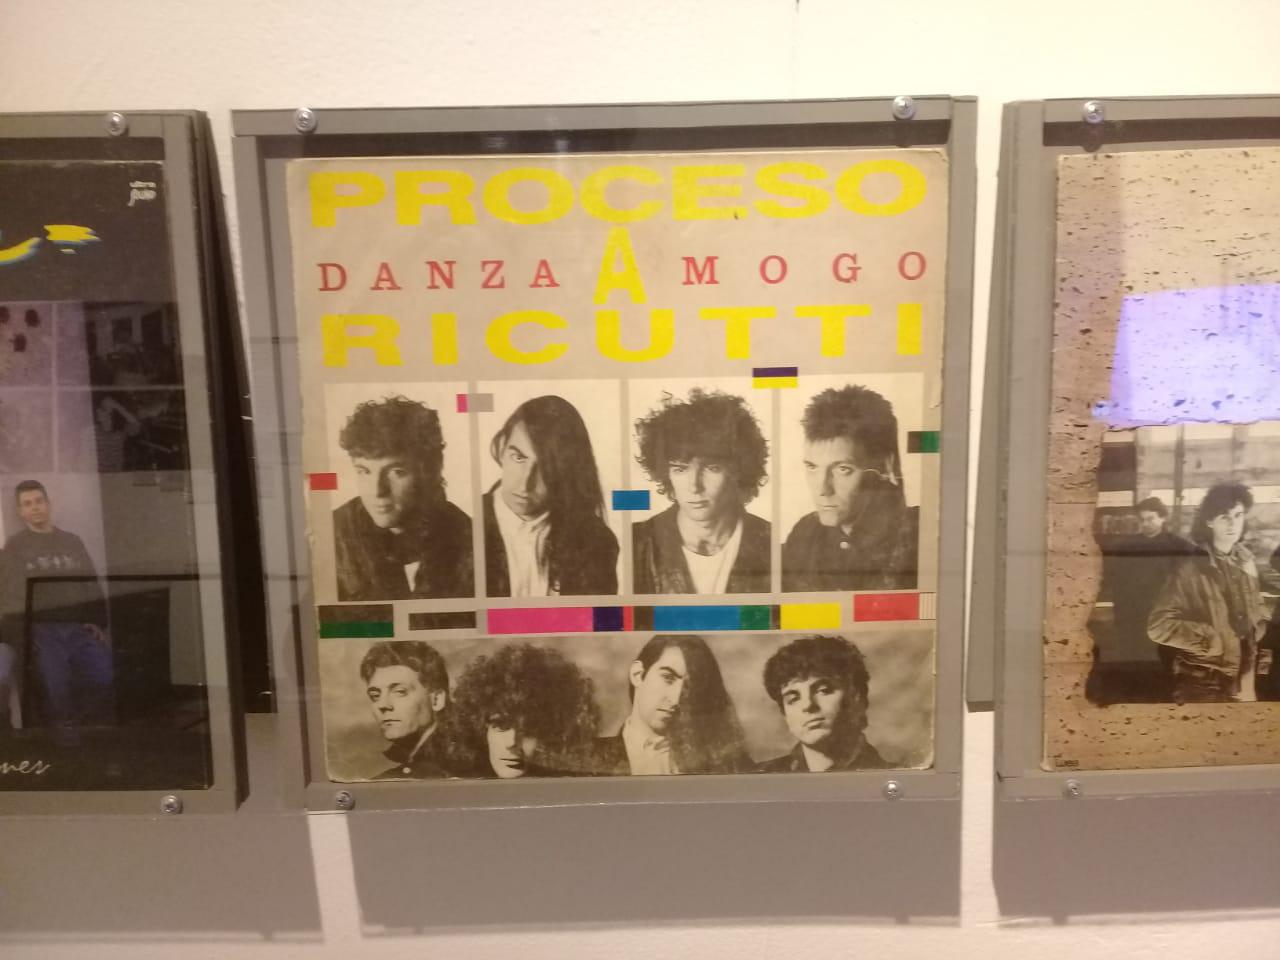 PROCESO
A
DANZA MOGO
RICUTTI